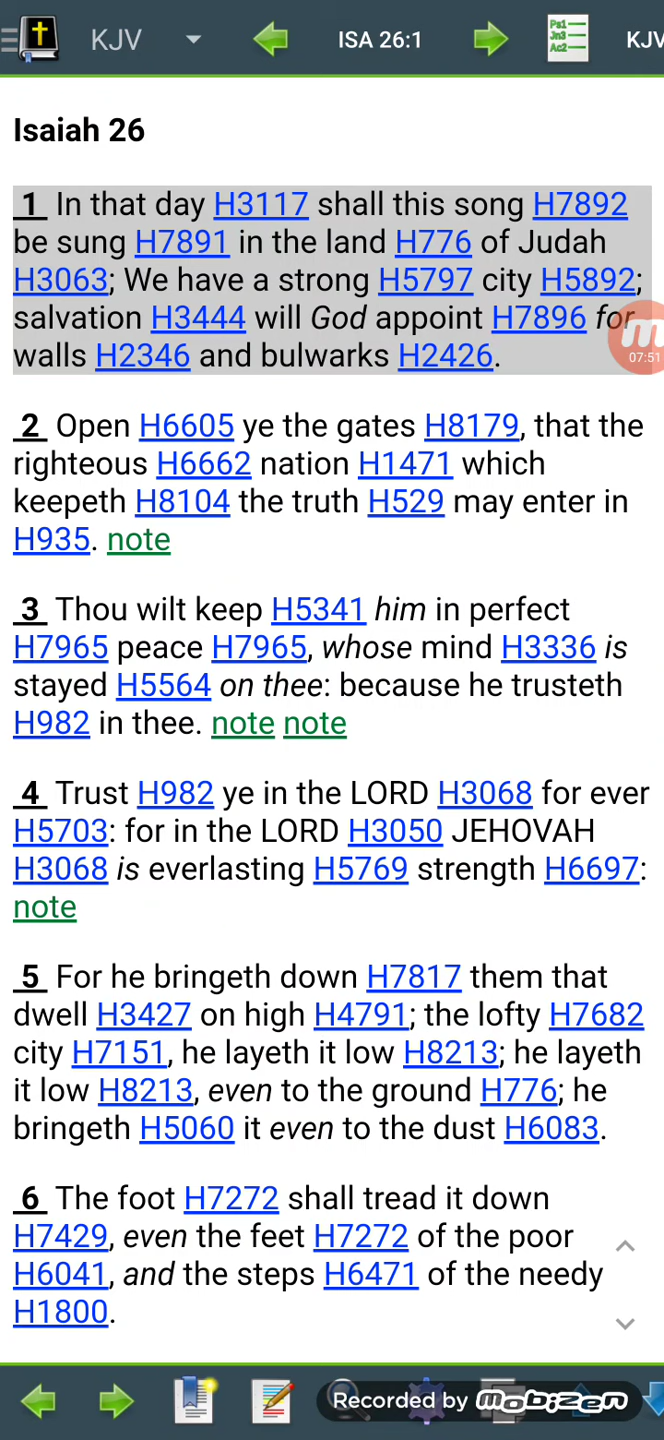 KJV ISA 26:1 Ps1 Jn3 Ac2 KJV
Isaiah 26
1 In that day H3117 shall this song H7892
be sung H7891 in the land H776 of Judah
H3063; We have a strong H5797 city H5892;
salvation H3444 will God appoint H7896 for
walls H2346 and bulwarks H2426.
07:51
2 Open H6605 ye the gates H8179, that the
righteous H6662 nation H1471 which
keepeth H8104 the truth H529 may enter in
H935. note
3 Thou wilt keep H5341 him in perfect
H7965 peace H7965, whose mind H3336 is
stayed H5564 on thee: because he trusteth
H982 in thee. note note
4 Trust H982 ye in the LORD H3068 for ever
H5703: for in the LORD H3050 JEHOVAH
H3068 is everlasting H5769 strength H6697:
note
5 For he bringeth down H7817 them that
dwell H3427 on high H4791; the lofty H7682
city H7151, he layeth it low H8213; he layeth
it low H8213, even to the ground H776; he
bringeth H5060 it even to the dust H6083.
6 The foot H7272 shall tread it down
H7429, even the feet H7272 of the poor
H6041, and the steps H6471 of the needy
H1800.
Recorded by mobizen